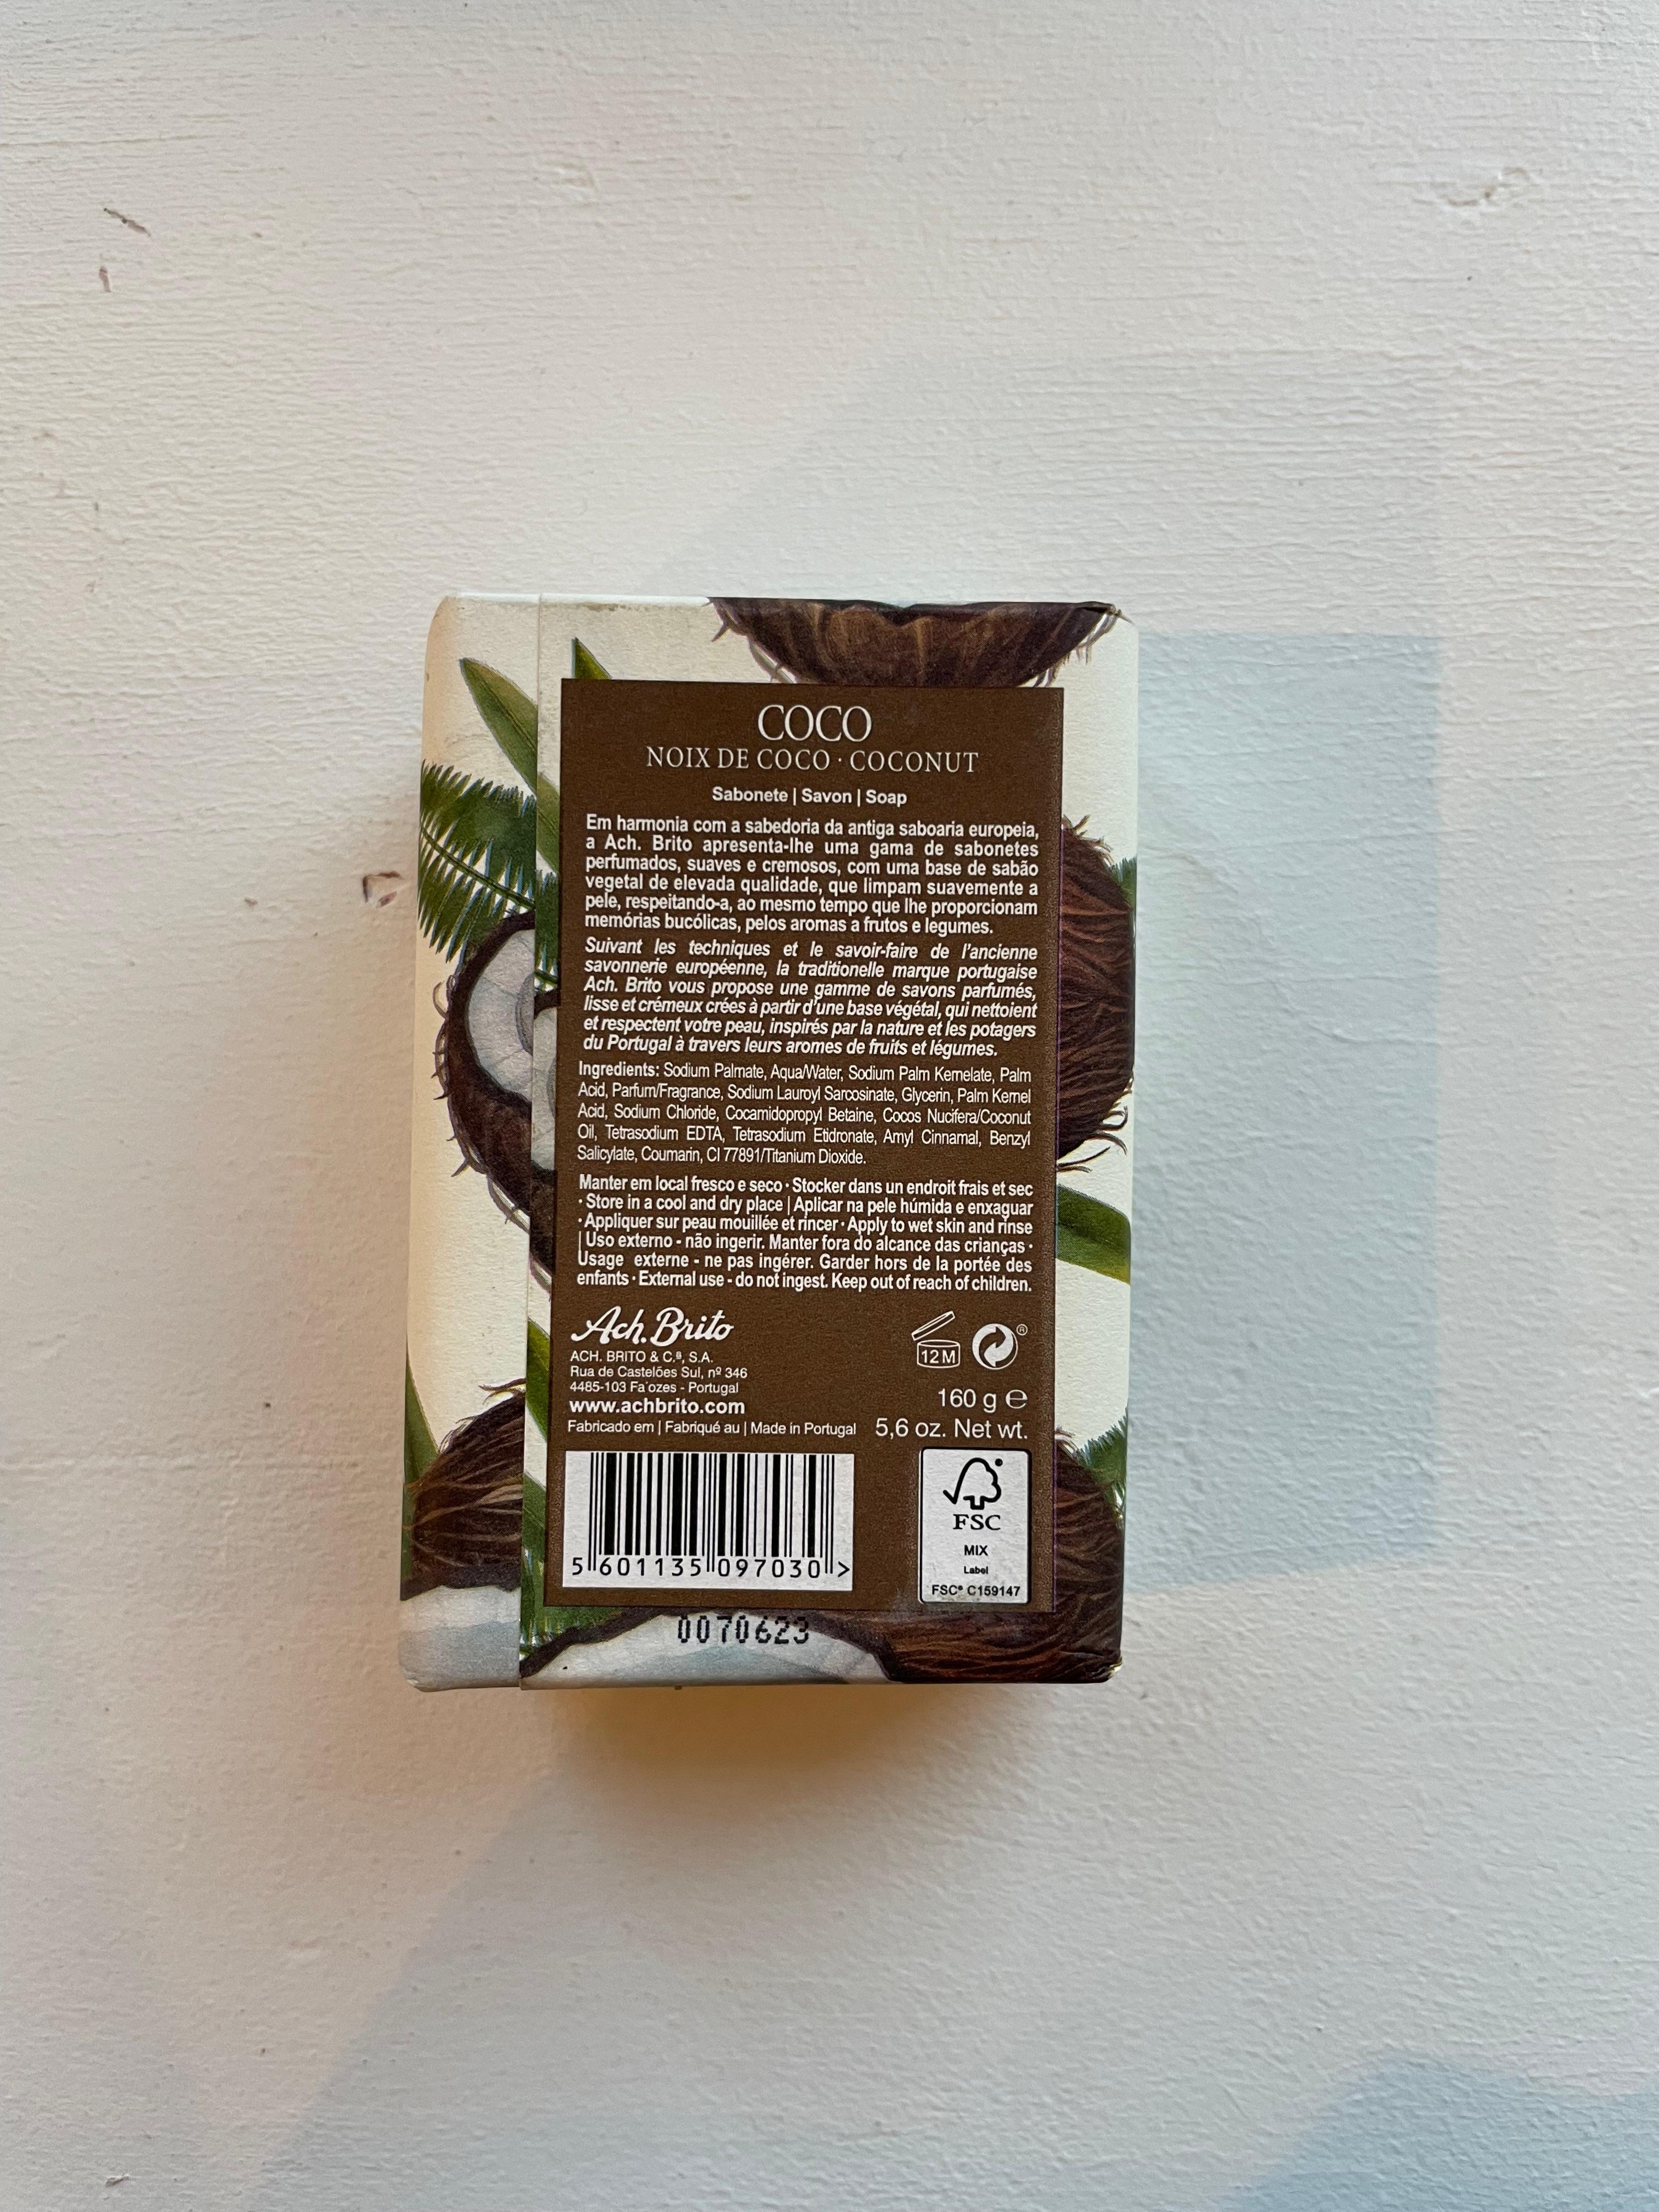 COCO
NOIX DE COCO · COCONUT
Sabonete | Savon | Soap
Em harmonia com a sabedoria da antiga saboaria europeia,
a Ach. Brito apresenta-lhe uma gama de sabonetes
perfumados, suaves e cremosos, com uma base de sabão
vegetal de elevada qualidade, que limpam suavemente a
pele, respeitando-a, ao mesmo tempo que lhe proporcionam
memórias bucólicas, pelos aromas a frutos e legumes.
Suivant les techniques et le savoir-faire de l'ancienne
savonnerie européenne, la traditionelle marque portugaise
Ach. Brito vous propose une gamme de savons parfumés,
lisse et crémeux crées à partir d'une base végétal, qui nettoient
et respectent votre peau, inspirés par la nature et les potagers
du Portugal à travers leurs aromes de fruits et légumes.
Ingredients: Sodium Palmate, Aqua/Water, Sodium Palm Kernelate, Palm
Acid, Parfum/Fragrance, Sodium Lauroyl Sarcosinate, Glycerin, Palm Kernel
Acid, Sodium Chloride, Cocamidopropyl Betaine, Cocos Nucifera/Coconut
Oil, Tetrasodium EDTA, Tetrasodium Etidronate, Amyl Cinnamal, Benzyl
Salicylate, Coumarin, CI 77891/Titanium Dioxide.
Manter em local fresco e seco · Stocker dans un endroit frais et sec
· Store in a cool and dry place | Aplicar na pele húmida e enxaguar
· Appliquer sur peau mouillée et rincer · Apply to wet skin and rinse
| Uso externo - não ingerir. Manter fora do alcance das crianças ·
Usage externe - ne pas ingérer. Garder hors de la portée des
enfants · External use - do not ingest. Keep out of reach of children.
Ach. Brito
ACH. BRITO & C.ª, S.A.
Rua de Castelões Sul, nº 346
4485-103 Fa ozes - Portugal
www.achbrito.com
Fabricado em | Fabriqué au | Made in Portugal
12 M
®
160 g ℮
5,6 oz. Net wt.
5 601135 097030 >
FSC
MIX
Label
FSC® C159147
0070623